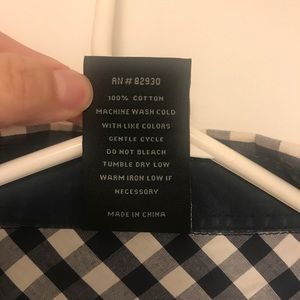 RN# 82930
100% COTTON
MACHINE WASH COLD
WITH LIKE COLORS
GENTLE CYCLE
DO NOT BLEACH
TUMBLE DRY LOW
WARM IRON LOW IF
NECESSARY
MADE IN CHINA